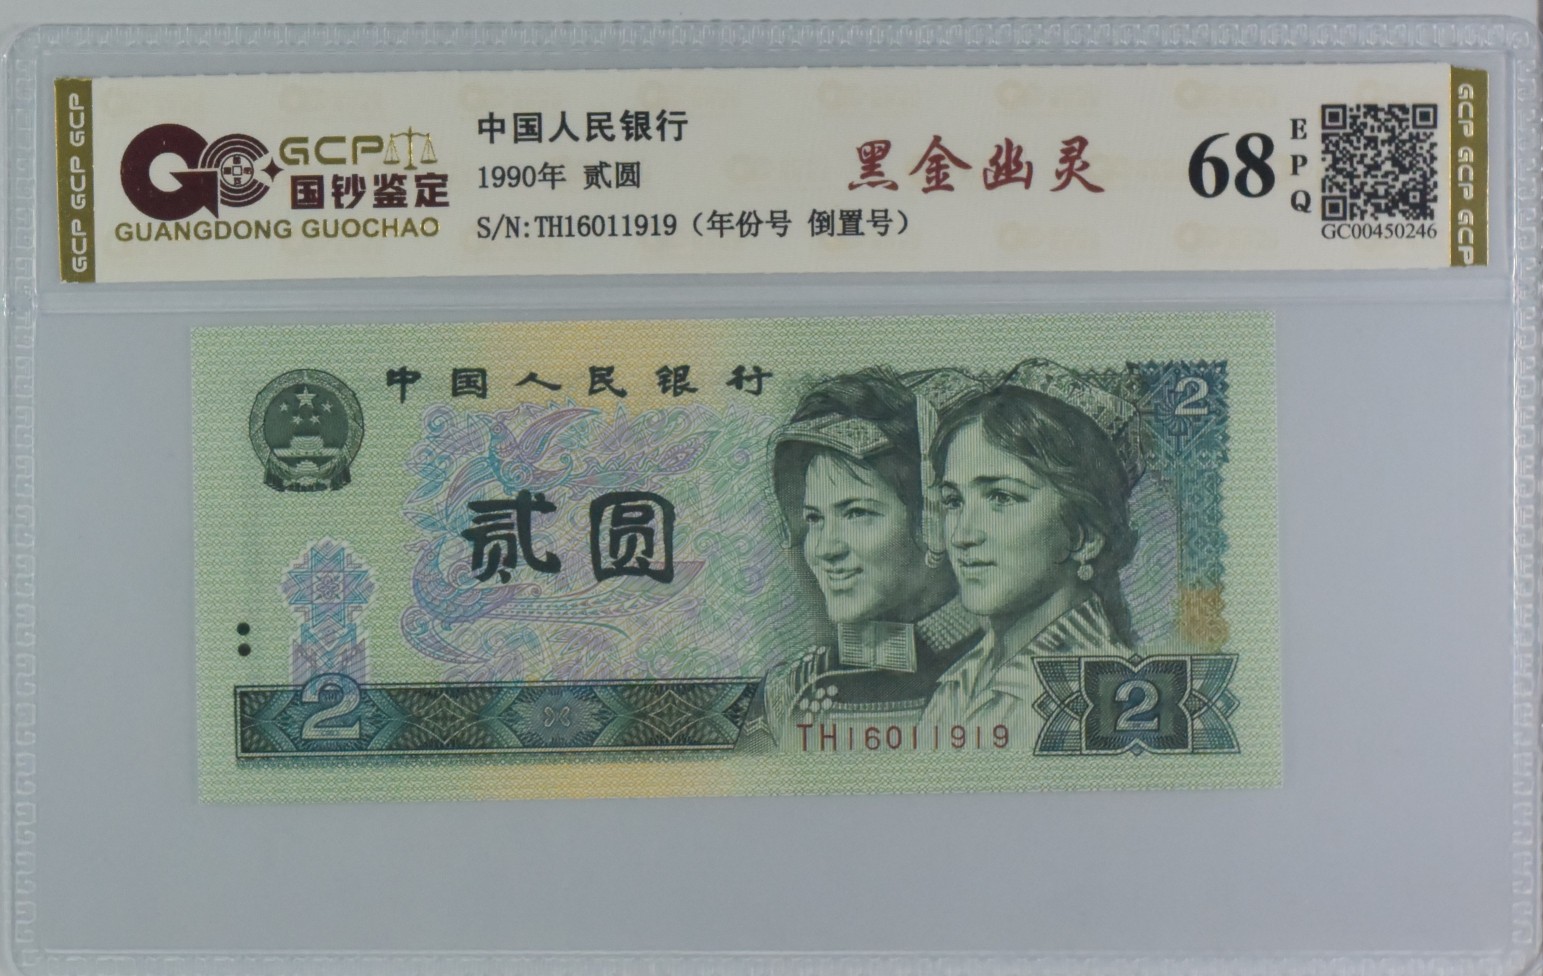 GCP GCP GCP
GCP
国钞鉴定
GUANGDONG GUOCHAO
中国人民银行
1990年 贰圆
S/N:TH16011919（年份号 倒置号）
黑金幽灵
68
EPQ
GC00450246
GCP GCP GCP
中国人民银行
2
贰圆
2
TH16011919
2